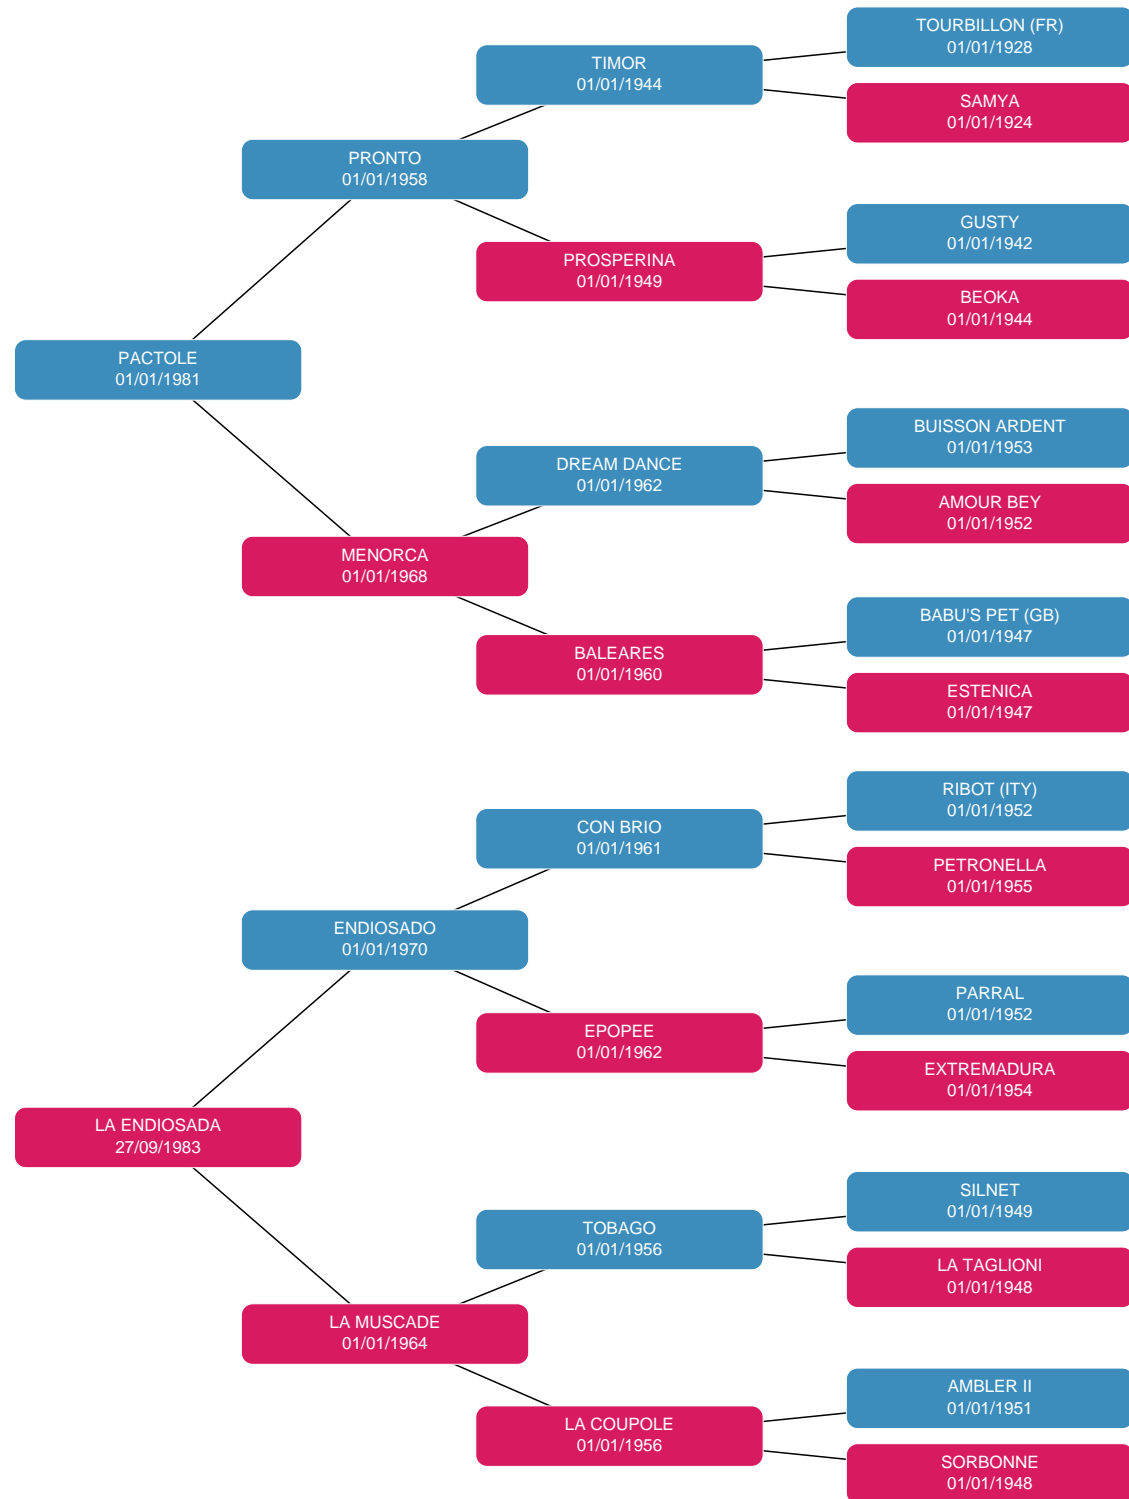 TOURBILLON (FR)
01/01/1928
TIMOR
01/01/1944
SAMYA
01/01/1924
PRONTO
01/01/1958
GUSTY
01/01/1942
PROSPERINA
01/01/1949
BEOKA
01/01/1944
PACTOLE
01/01/1981
BUISSON ARDENT
01/01/1953
DREAM DANCE
01/01/1962
AMOUR BEY
01/01/1952
MENORCA
01/01/1968
BABU'S PET (GB)
01/01/1947
BALEARES
01/01/1960
ESTENICA
01/01/1947
RIBOT (ITY)
01/01/1952
CON BRIO
01/01/1961
PETRONELLA
01/01/1955
ENDIOSADO
01/01/1970
PARRAL
01/01/1952
EPOPEE
01/01/1962
EXTREMADURA
01/01/1954
LA ENDIOSADA
27/09/1983
SILNET
01/01/1949
TOBAGO
01/01/1956
LA TAGLIONI
01/01/1948
LA MUSCADE
01/01/1964
AMBLER II
01/01/1951
LA COUPOLE
01/01/1956
SORBONNE
01/01/1948